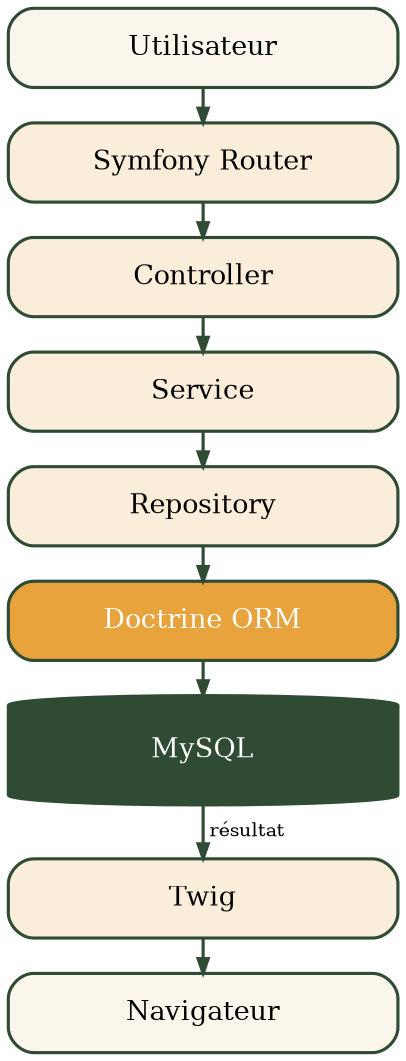 Utilisateur
Symfony Router
Controller
Service
Repository
Doctrine ORM
MySQL
résultat
Twig
Navigateur